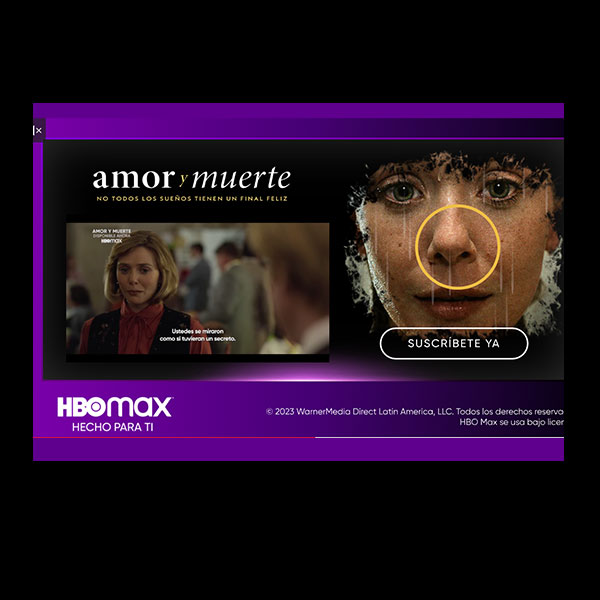 amor y muerte
NO TODOS LOS SUEÑOS TIENEN UN FINAL FELIZ
AMOR Y MUERTE
DISPONIBLE AHORA
HBOmax
Ustedes se miraron
como si tuvieran un secreto.
SUSCRÍBETE YA
HBOmax
HECHO PARA TI
© 2023 WarnerMedia Direct Latin America, LLC. Todos los derechos reserva
HBO Max se usa bajo licen